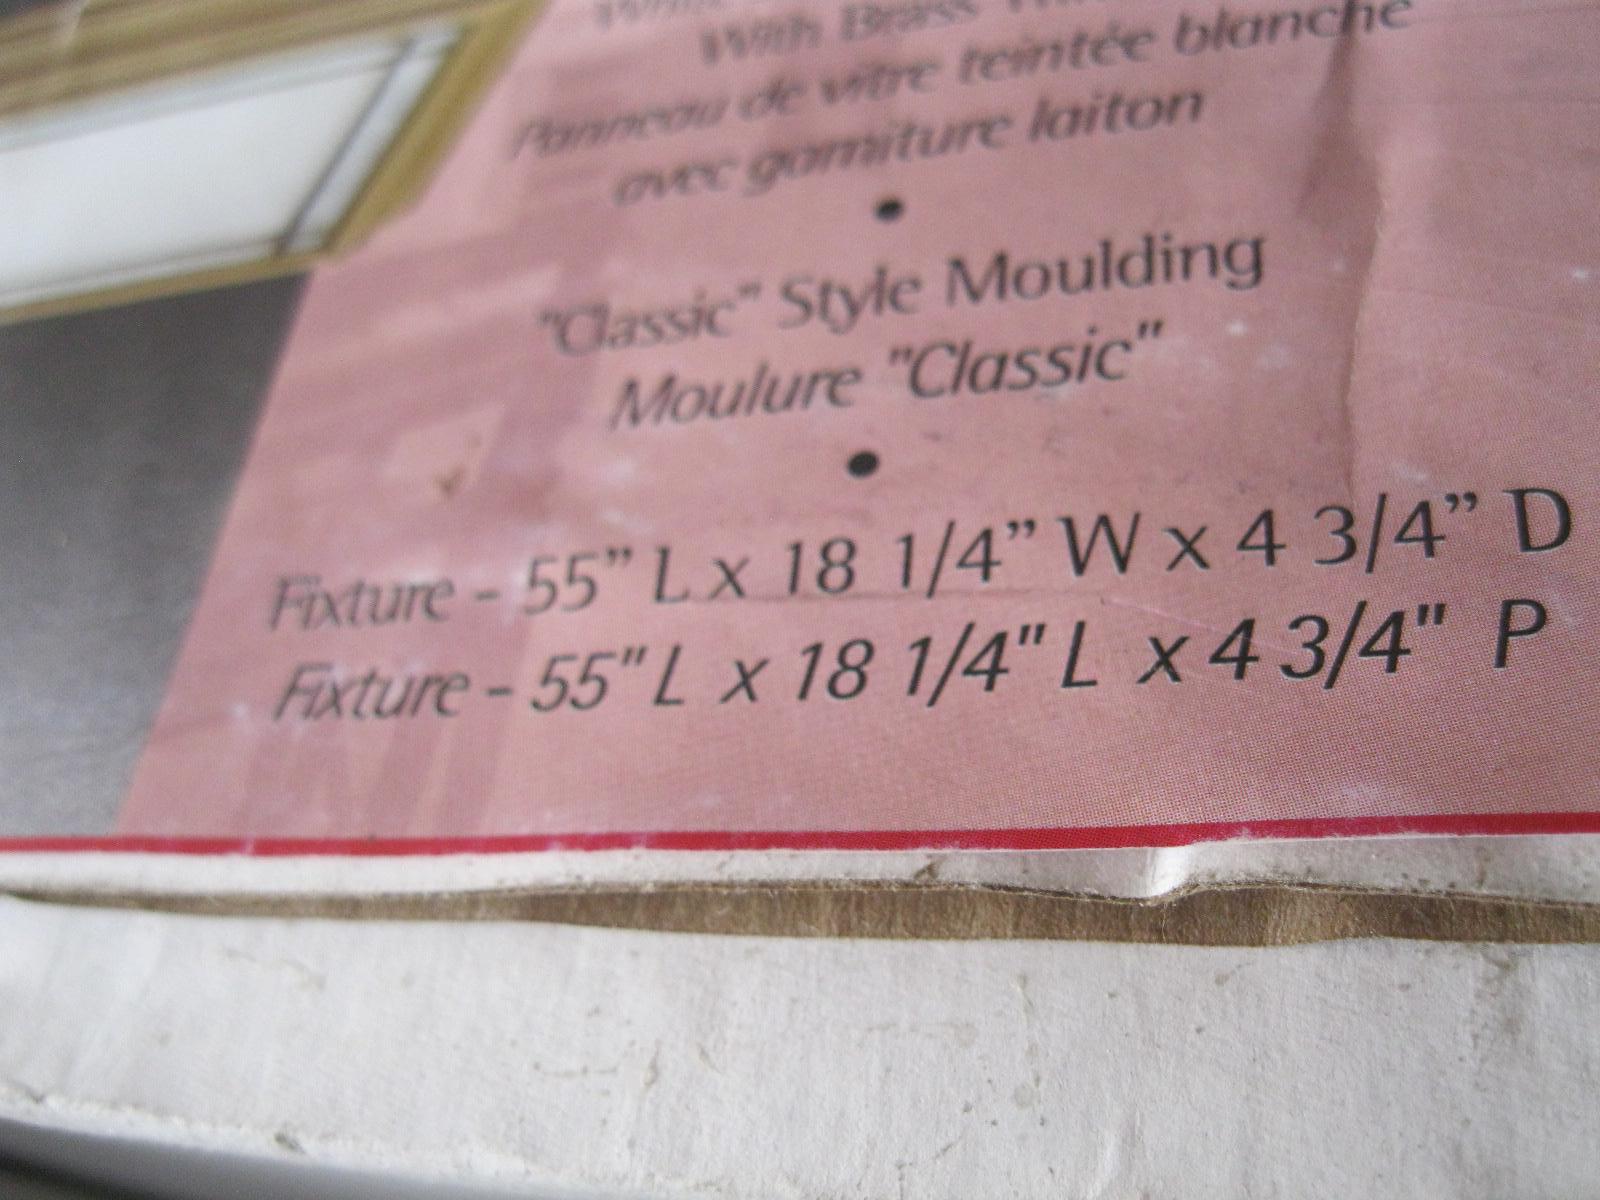 With Brass
Panneau de vitre teintée blanche
avec garniture laiton
•
"Classic" Style Moulding
Moulure "Classic"
•
Fixture – 55” L x 18 1/4” W x 4 3/4” D
Fixture – 55" L x 18 1/4" L x 4 3/4" P